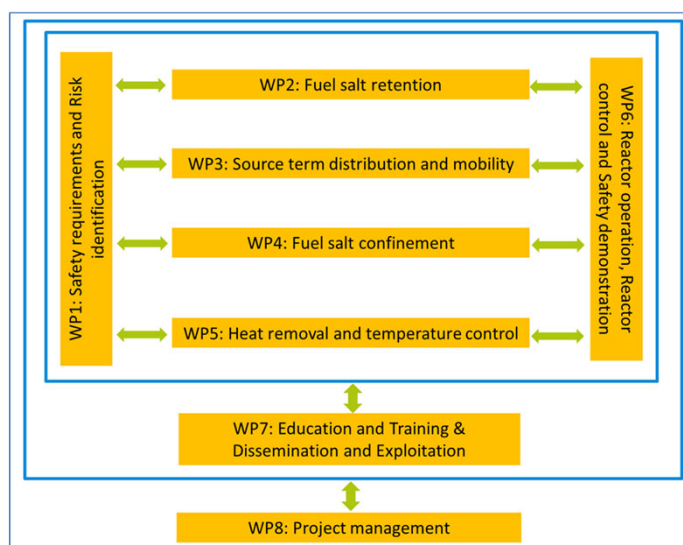 WP1: Safety requirements and Risk
identification
WP2: Fuel salt retention
WP3: Source term distribution and mobility
WP4: Fuel salt confinement
WP5: Heat removal and temperature control
WP6: Reactor operation, Reactor
control and Safety demonstration
WP7: Education and Training &
Dissemination and Exploitation
WP8: Project management